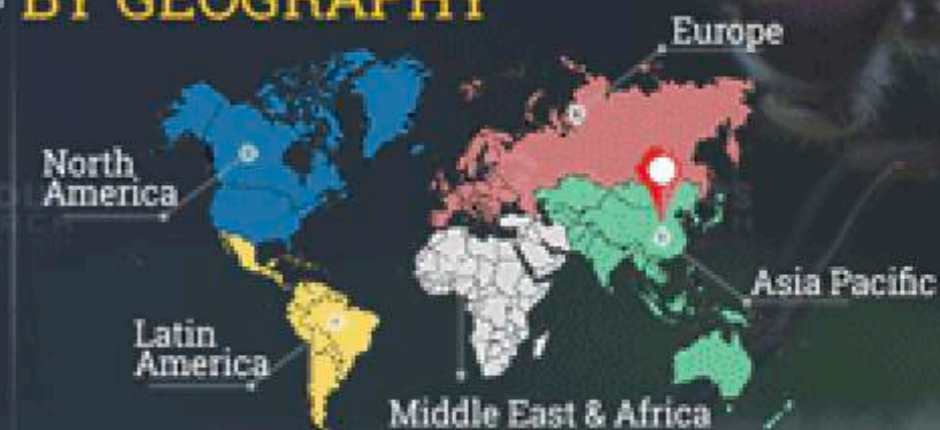 BY GEOGRAPHY
Europe
North
America
Asia Pacific
Latin
America
Middle East & Africa